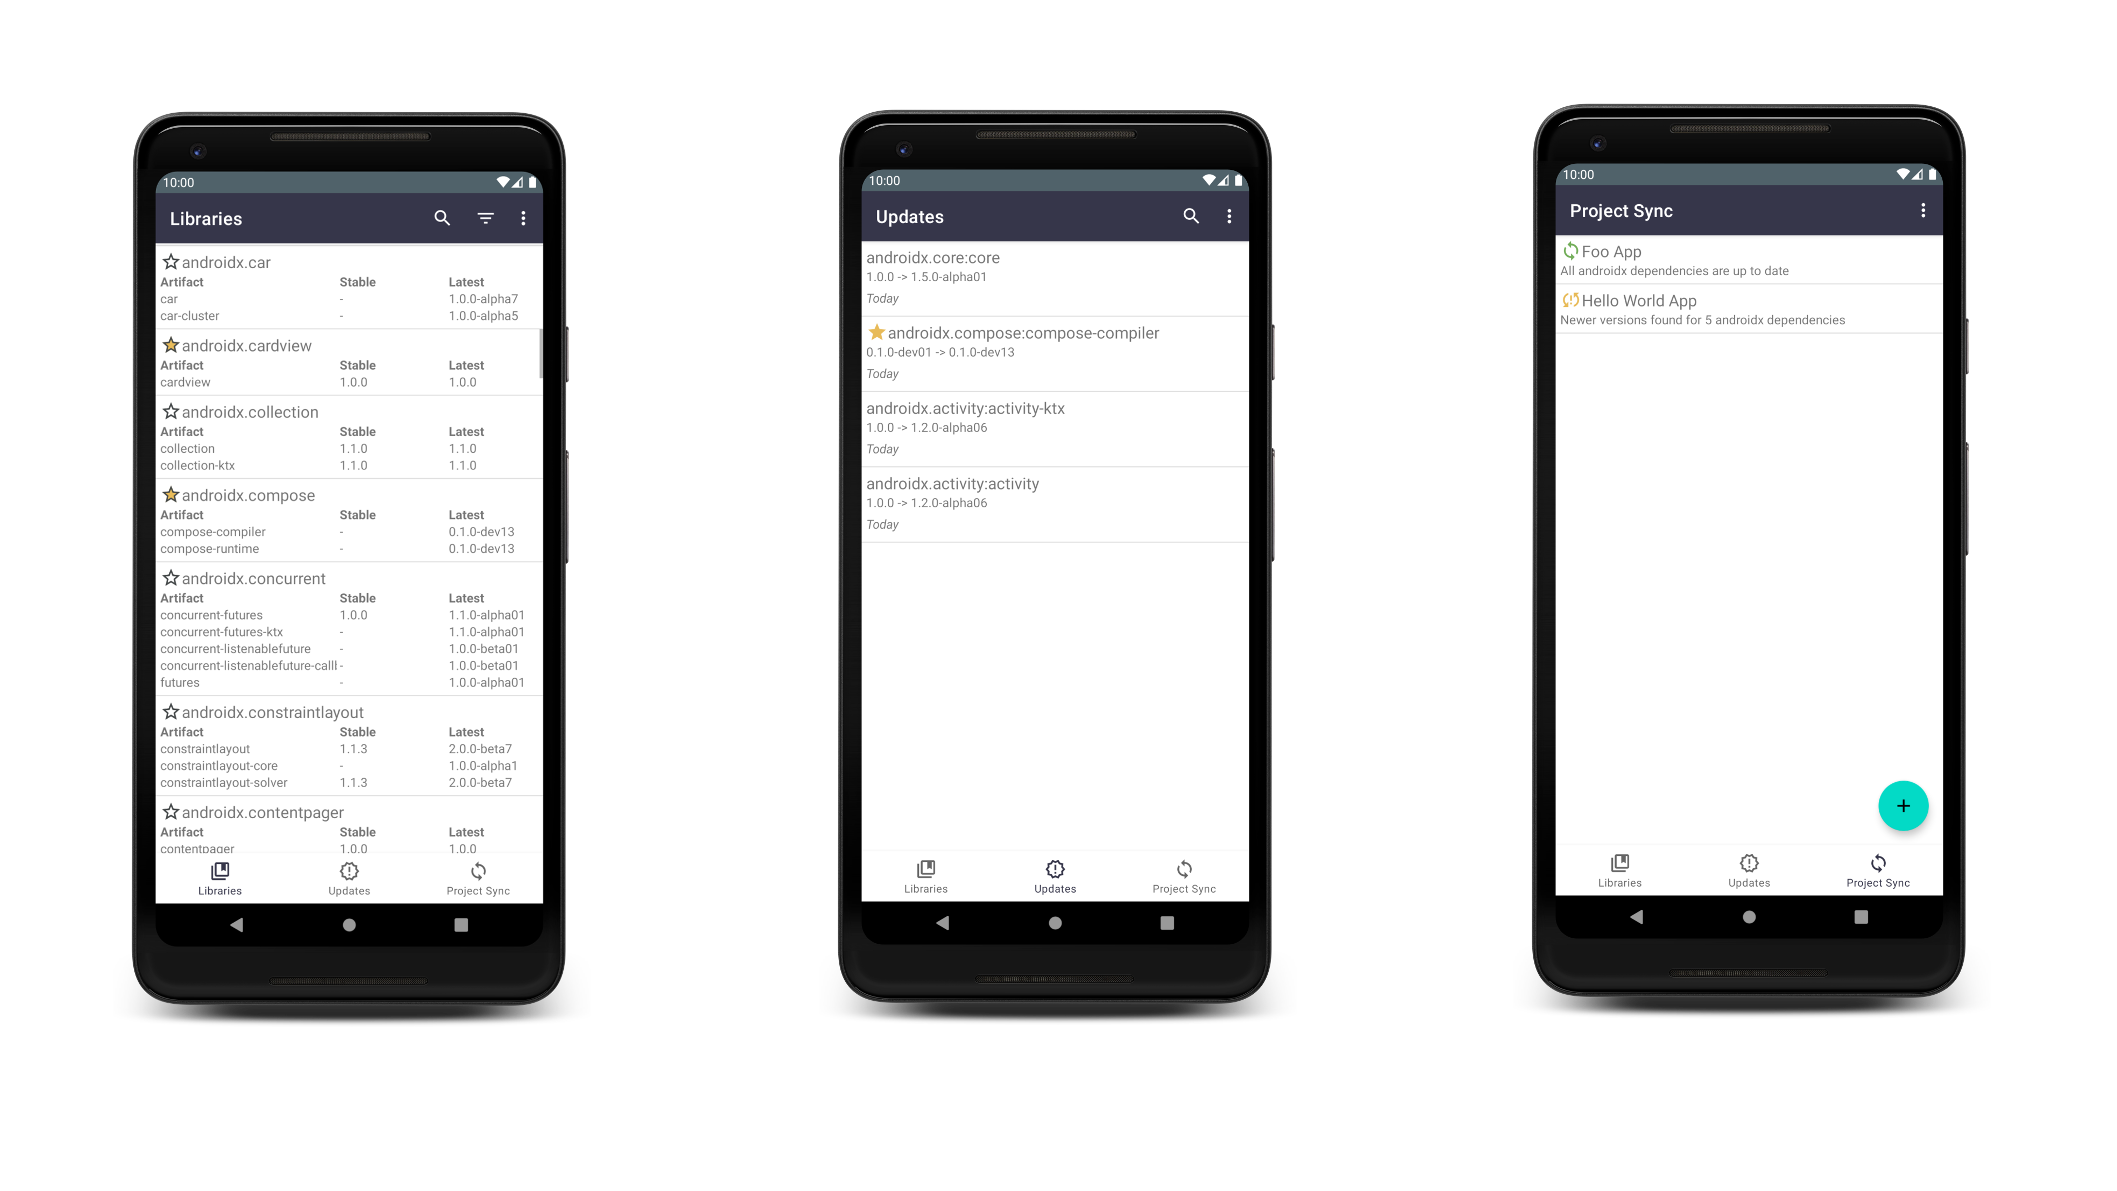 10:00
Libraries
androidx.car
Artifact Stable Latest
car - 1.0.0-alpha7
car-cluster - 1.0.0-alpha5
androidx.cardview
Artifact Stable Latest
cardview 1.0.0 1.0.0
androidx.collection
Artifact Stable Latest
collection 1.1.0 1.1.0
collection-ktx 1.1.0 1.1.0
androidx.compose
Artifact Stable Latest
compose-compiler - 0.1.0-dev13
compose-runtime - 0.1.0-dev13
androidx.concurrent
Artifact Stable Latest
concurrent-futures 1.0.0 1.1.0-alpha01
concurrent-futures-ktx - 1.1.0-alpha01
concurrent-listenablefuture - 1.0.0-beta01
concurrent-listenablefuture-calll - 1.0.0-beta01
futures - 1.0.0-alpha01
androidx.constraintlayout
Artifact Stable Latest
constraintlayout 1.1.3 2.0.0-beta7
constraintlayout-core - 1.0.0-alpha1
constraintlayout-solver 1.1.3 2.0.0-beta7
androidx.contentpager
Artifact Stable Latest
contentpager 1.0.0 1.0.0
Libraries Updates Project Sync
10:00
Updates
androidx.core:core
1.0.0 -> 1.5.0-alpha01
Today
androidx.compose:compose-compiler
0.1.0-dev01 -> 0.1.0-dev13
Today
androidx.activity:activity-ktx
1.0.0 -> 1.2.0-alpha06
Today
androidx.activity:activity
1.0.0 -> 1.2.0-alpha06
Today
Libraries Updates Project Sync
10:00
Project Sync
Foo App
All androidx dependencies are up to date
Hello World App
Newer versions found for 5 androidx dependencies
Libraries Updates Project Sync